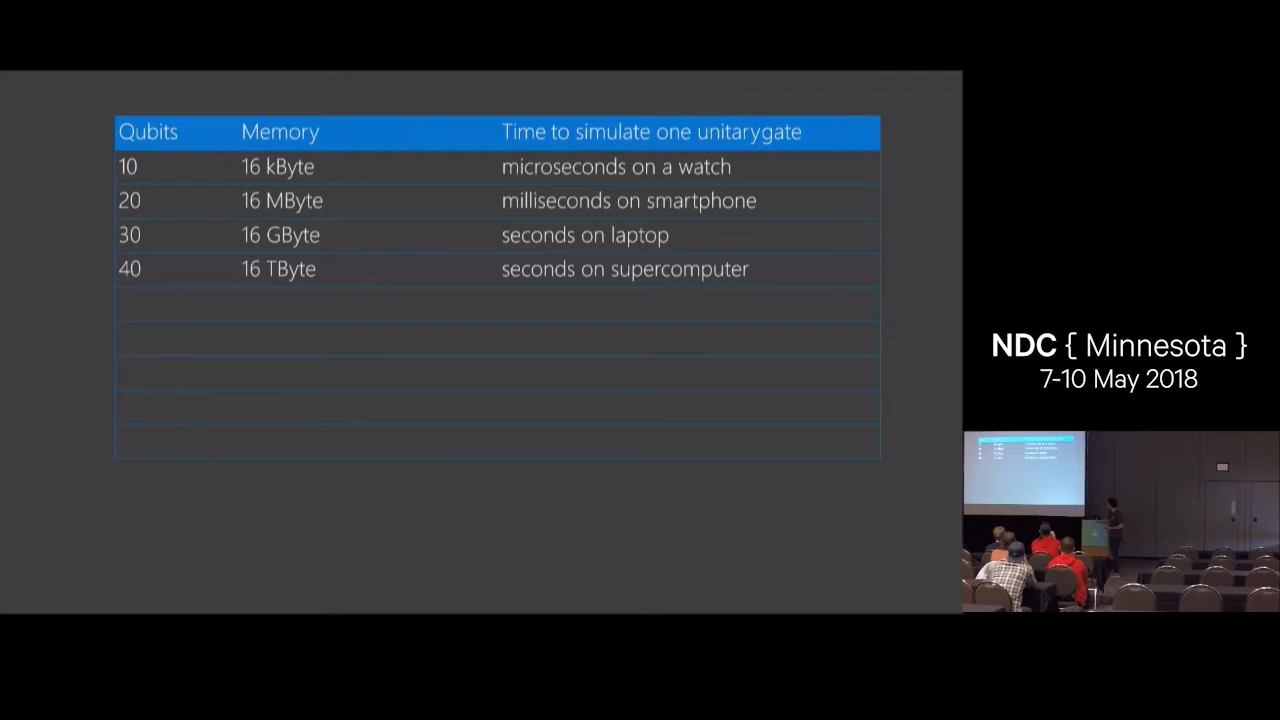 Qubits Memory Time to simulate one unitarygate
10 16 kByte microseconds on a watch
20 16 MByte milliseconds on smartphone
30 16 GByte seconds on laptop
40 16 TByte seconds on supercomputer
NDC { Minnesota }
7-10 May 2018